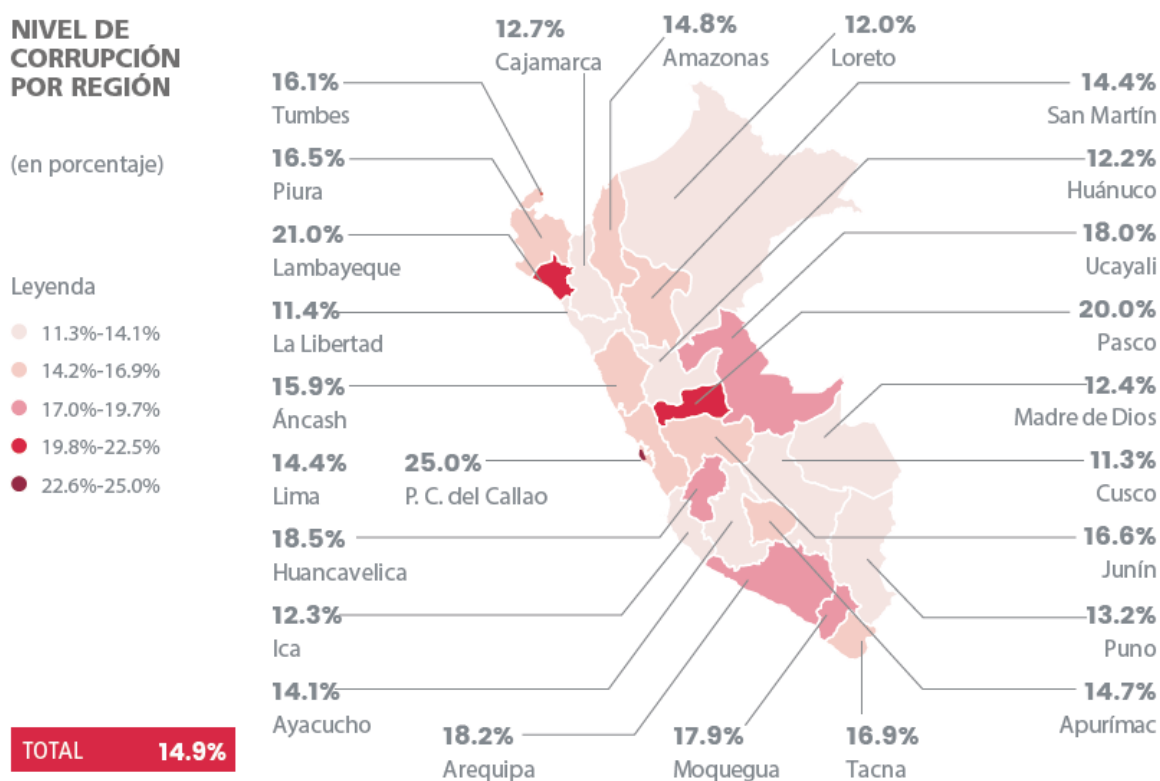 NIVEL DE
CORRUPCIÓN
POR REGIÓN
(en porcentaje)
Leyenda
11.3%-14.1%
14.2%-16.9%
17.0%-19.7%
19.8%-22.5%
22.6%-25.0%
TOTAL 14.9%
12.7%
Cajamarca
14.8%
Amazonas
12.0%
Loreto
16.1%
Tumbes
16.5%
Piura
21.0%
Lambayeque
11.4%
La Libertad
15.9%
Áncash
14.4%
Lima
25.0%
P. C. del Callao
18.5%
Huancavelica
12.3%
Ica
14.1%
Ayacucho
18.2%
Arequipa
17.9%
Moquegua
16.9%
Tacna
14.4%
San Martín
12.2%
Huánuco
18.0%
Ucayali
20.0%
Pasco
12.4%
Madre de Dios
11.3%
Cusco
16.6%
Junín
13.2%
Puno
14.7%
Apurímac